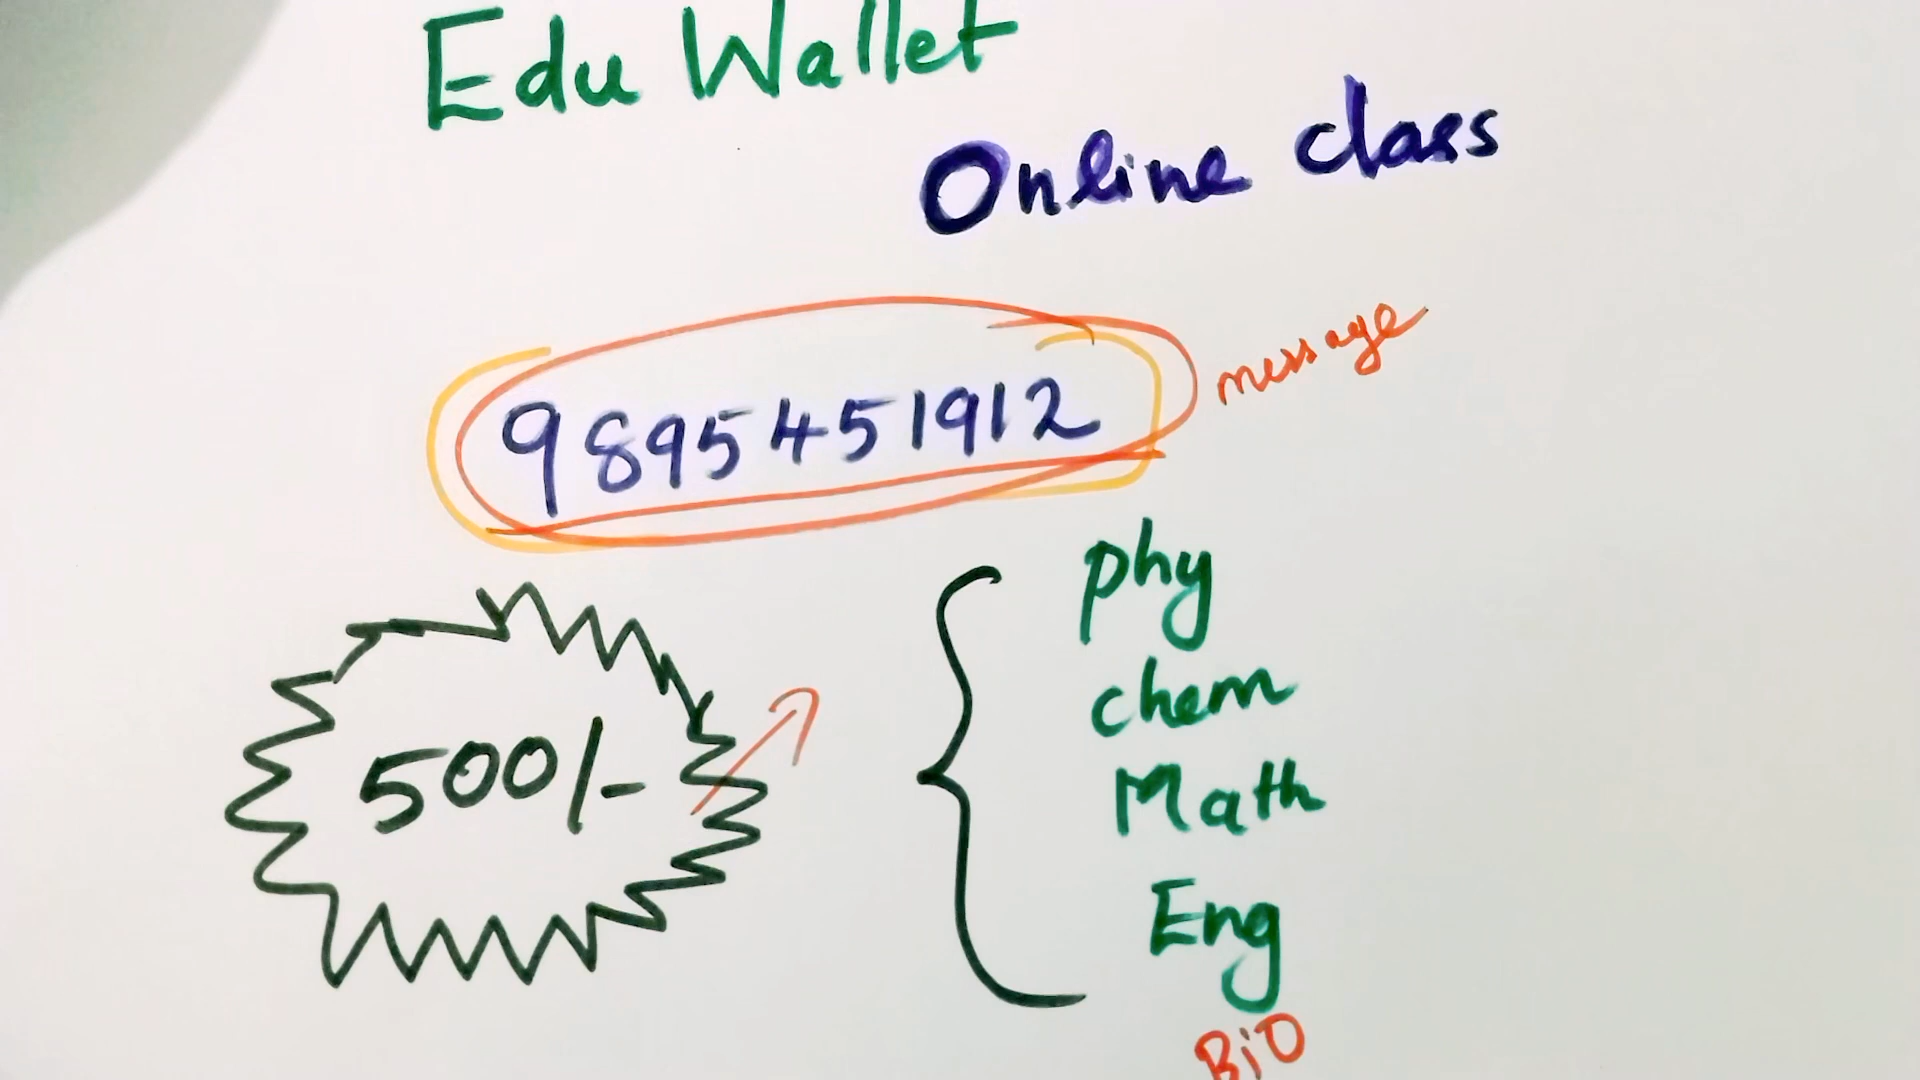 Edu Wallet
Online class
9895451912
message
500/-
phy
chem
Math
Eng
BiO